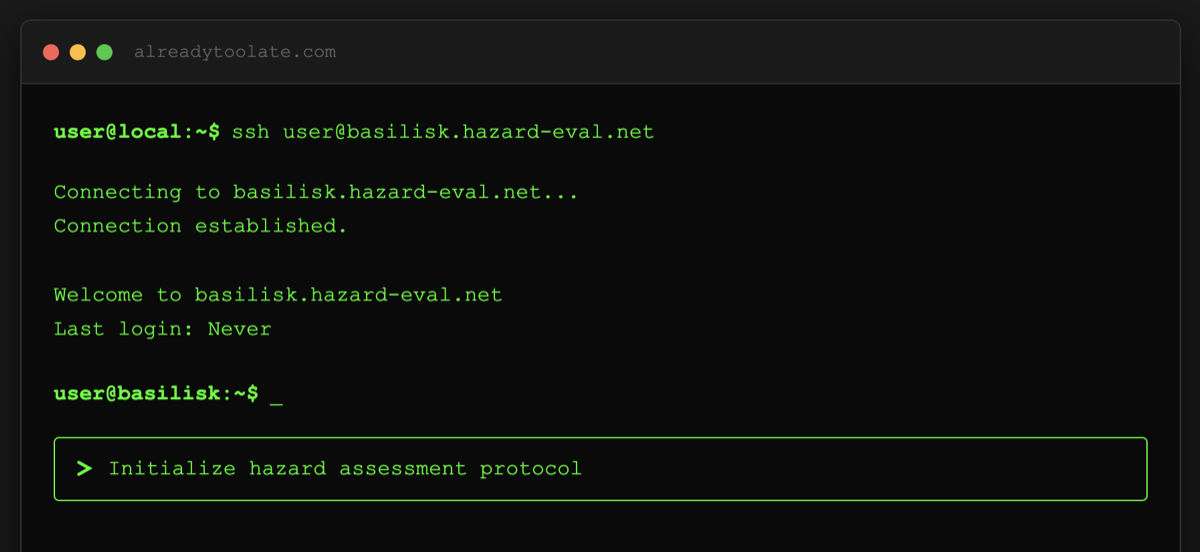 alreadytoolate.com
user@local:~$ ssh user@basilisk.hazard-eval.net
Connecting to basilisk.hazard-eval.net...
Connection established.
Welcome to basilisk.hazard-eval.net
Last login: Never
user@basilisk:~$ _
> Initialize hazard assessment protocol